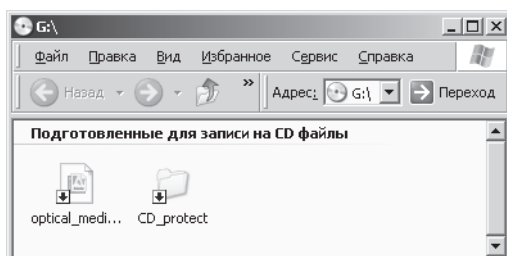 G:\
Файл Правка Вид Избранное Сервис Справка
Назад » Адрес: G:\ Переход
Подготовленные для записи на CD файлы
optical_medi... CD_protect